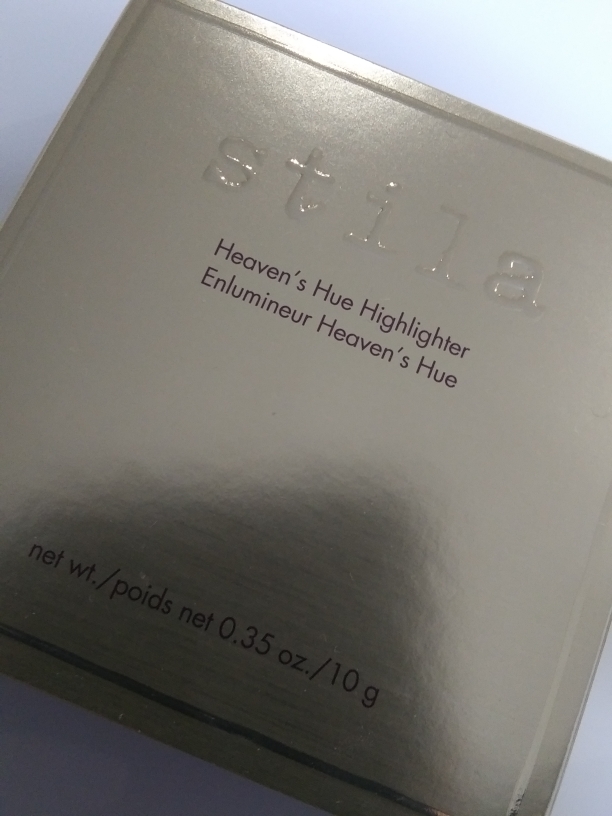 stila
Heaven's Hue Highlighter
Enlumineur Heaven's Hue
net wt./poids net 0.35 oz./10 g